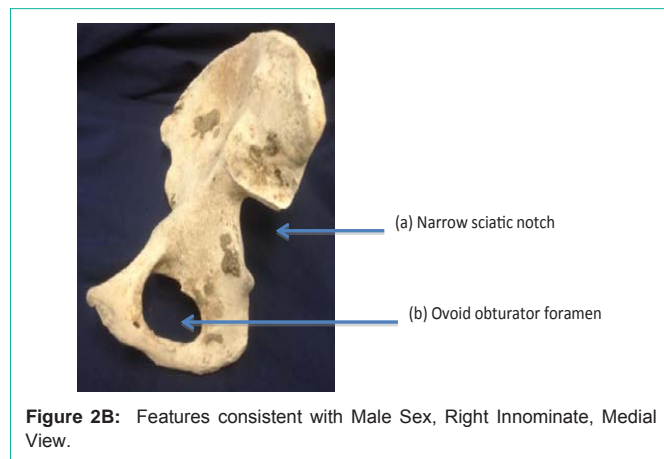 (a) Narrow sciatic notch
(b) Ovoid obturator foramen
Figure 2B: Features consistent with Male Sex, Right Innominate, Medial
View.